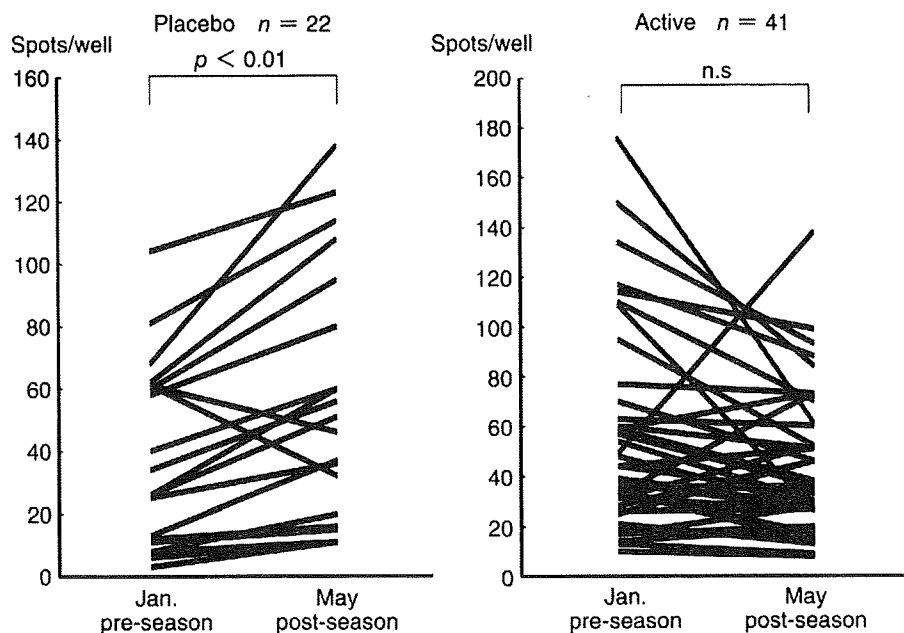 Placebo n = 22
Spots/well
p < 0.01
160
140
120
100
80
60
40
20
0
Jan.
pre-season
May
post-season
Active n = 41
Spots/well
n.s
200
180
160
140
120
100
80
60
40
20
0
Jan.
pre-season
May
post-season